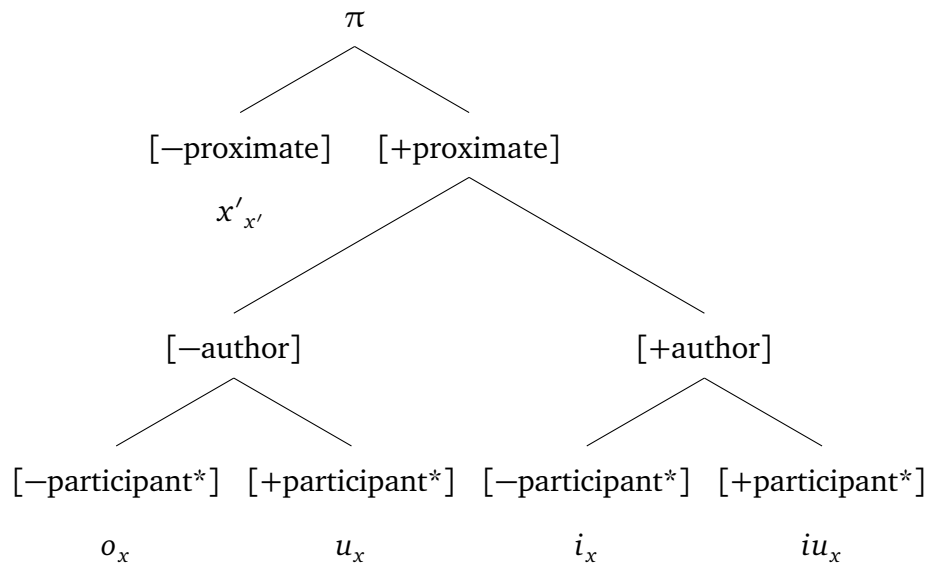 π
[−proximate] [+proximate]
x′ₓ′
[−author] [+author]
[−participant*] [+participant*] [−participant*] [+participant*]
oₓ uₓ iₓ iuₓ